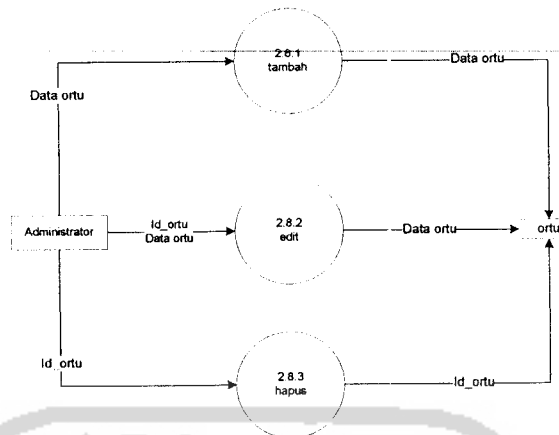 2.8.1
tambah
Data ortu
Data ortu
Administrator
Id_ortu
Data ortu
2.8.2
edit
Data ortu
ortu
Id_ortu
2.8.3
hapus
Id_ortu